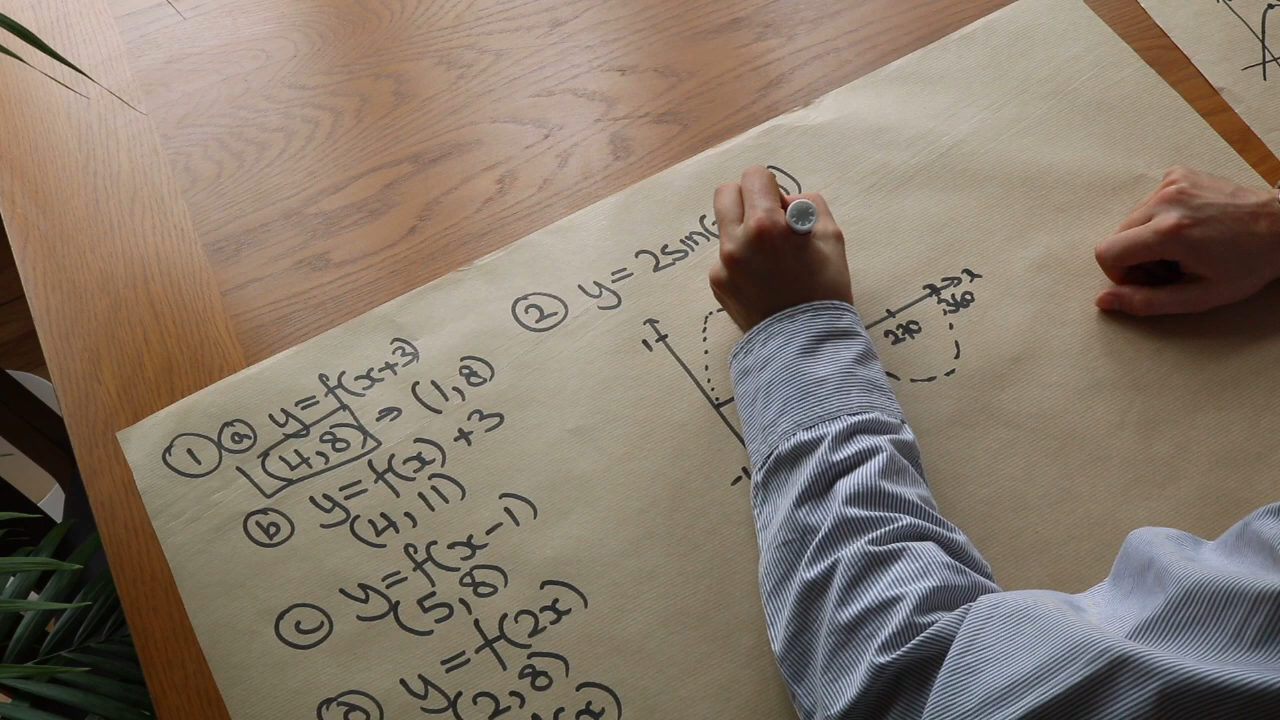 ① ⓐ y = f(x+3)
(4,8) → (1,8)
ⓑ y = f(x) + 3
(4,11)
ⓒ y = f(x-1)
(5,8)
ⓓ y = f(2x)
(2,8)
② y = 2sin(
1
270
360
x
-1